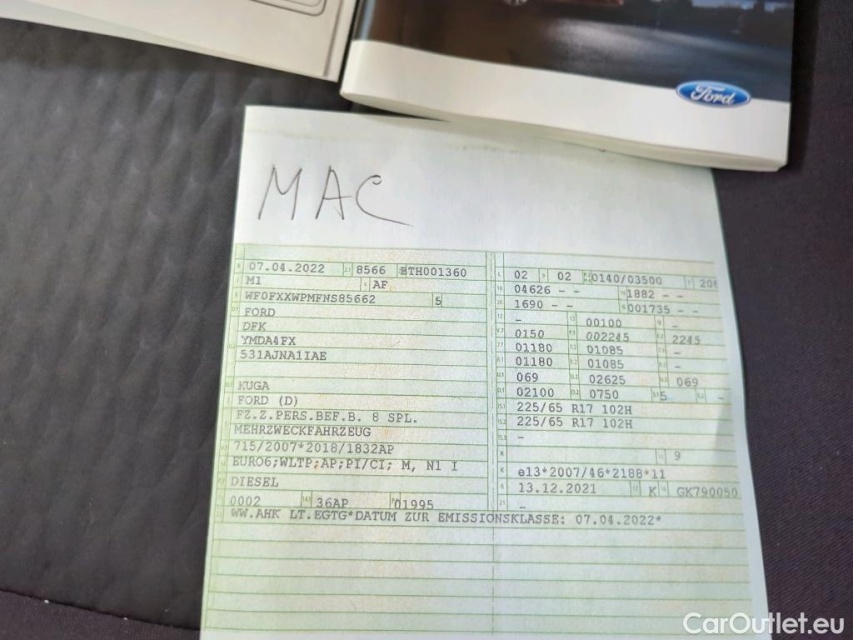 Ford
MAC
07.04.2022 8566 HTH001360
M1 AF
WF0FXXWPMFNS85662 5
FORD
DFK
YMDA4FX
531AJNA1IAE
KUGA
FORD (D)
FZ.Z.PERS.BEF.B. 8 SPL.
MEHRZWECKFAHRZEUG
715/2007*2018/1832AP
EURO6;WLTP;AP;PI/CI; M, N1 I
DIESEL
0002 36AP 01995
02 02 0140/03500
04626 - - 1882 - -
1690 - - 001735 - -
- 00100 -
0150 002245 2245
01180 01085 -
01180 01085 -
069 02625 069
02100 0750 5 -
225/65 R17 102H
225/65 R17 102H
-
9
e13*2007/46*2188*11
13.12.2021 K GK790050
-
WW.AHK LT.EGTG*DATUM ZUR EMISSIONSKLASSE: 07.04.2022*
CarOutlet.eu